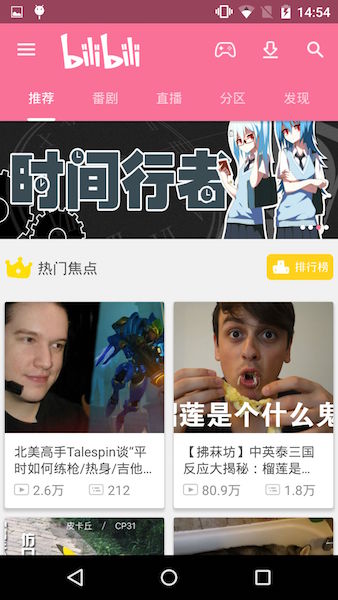 14:54
bilibili
推荐
番剧
直播
分区
发现
时间行者
热门焦点
排行榜
榴莲是个什么鬼
北美高手Talespin谈“平
时如何练枪/热身/吉他…
2.6万
212
【拂菻坊】中英泰三国
反应大揭秘：榴莲是…
80.9万
1.8万
皮卡丘 / CP31